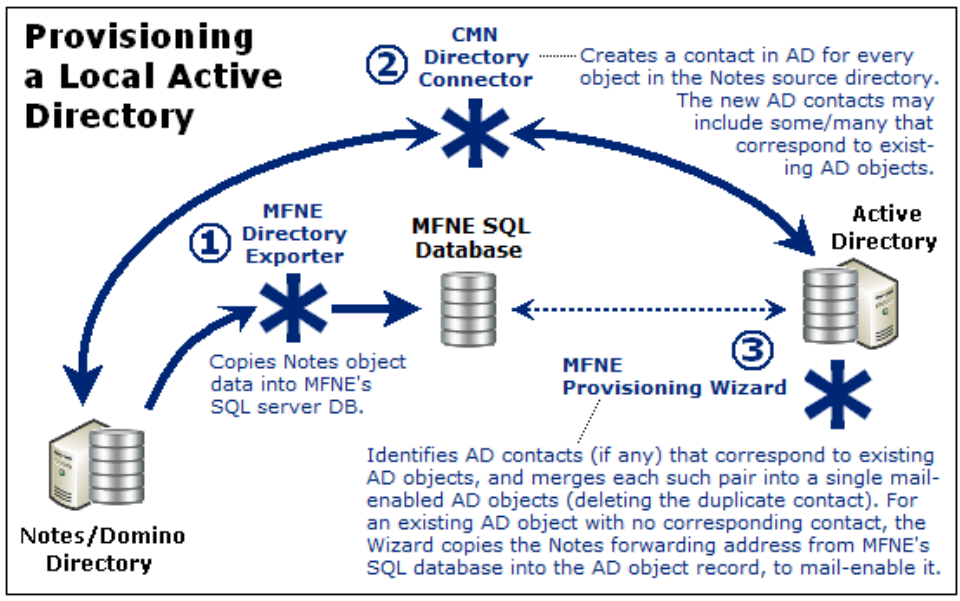 Provisioning
a Local Active
Directory
2
CMN
Directory
Connector
Creates a contact in AD for every
object in the Notes source directory.
The new AD contacts may
include some/many that
correspond to exist-
ing AD objects.
1
MFNE
Directory
Exporter
MFNE SQL
Database
Active
Directory
Copies Notes object
data into MFNE's
SQL server DB.
3
MFNE
Provisioning Wizard
Identifies AD contacts (if any) that correspond to existing
AD objects, and merges each such pair into a single mail-
enabled AD objects (deleting the duplicate contact). For
an existing AD object with no corresponding contact, the
Wizard copies the Notes forwarding address from MFNE's
SQL database into the AD object record, to mail-enable it.
Notes/Domino
Directory